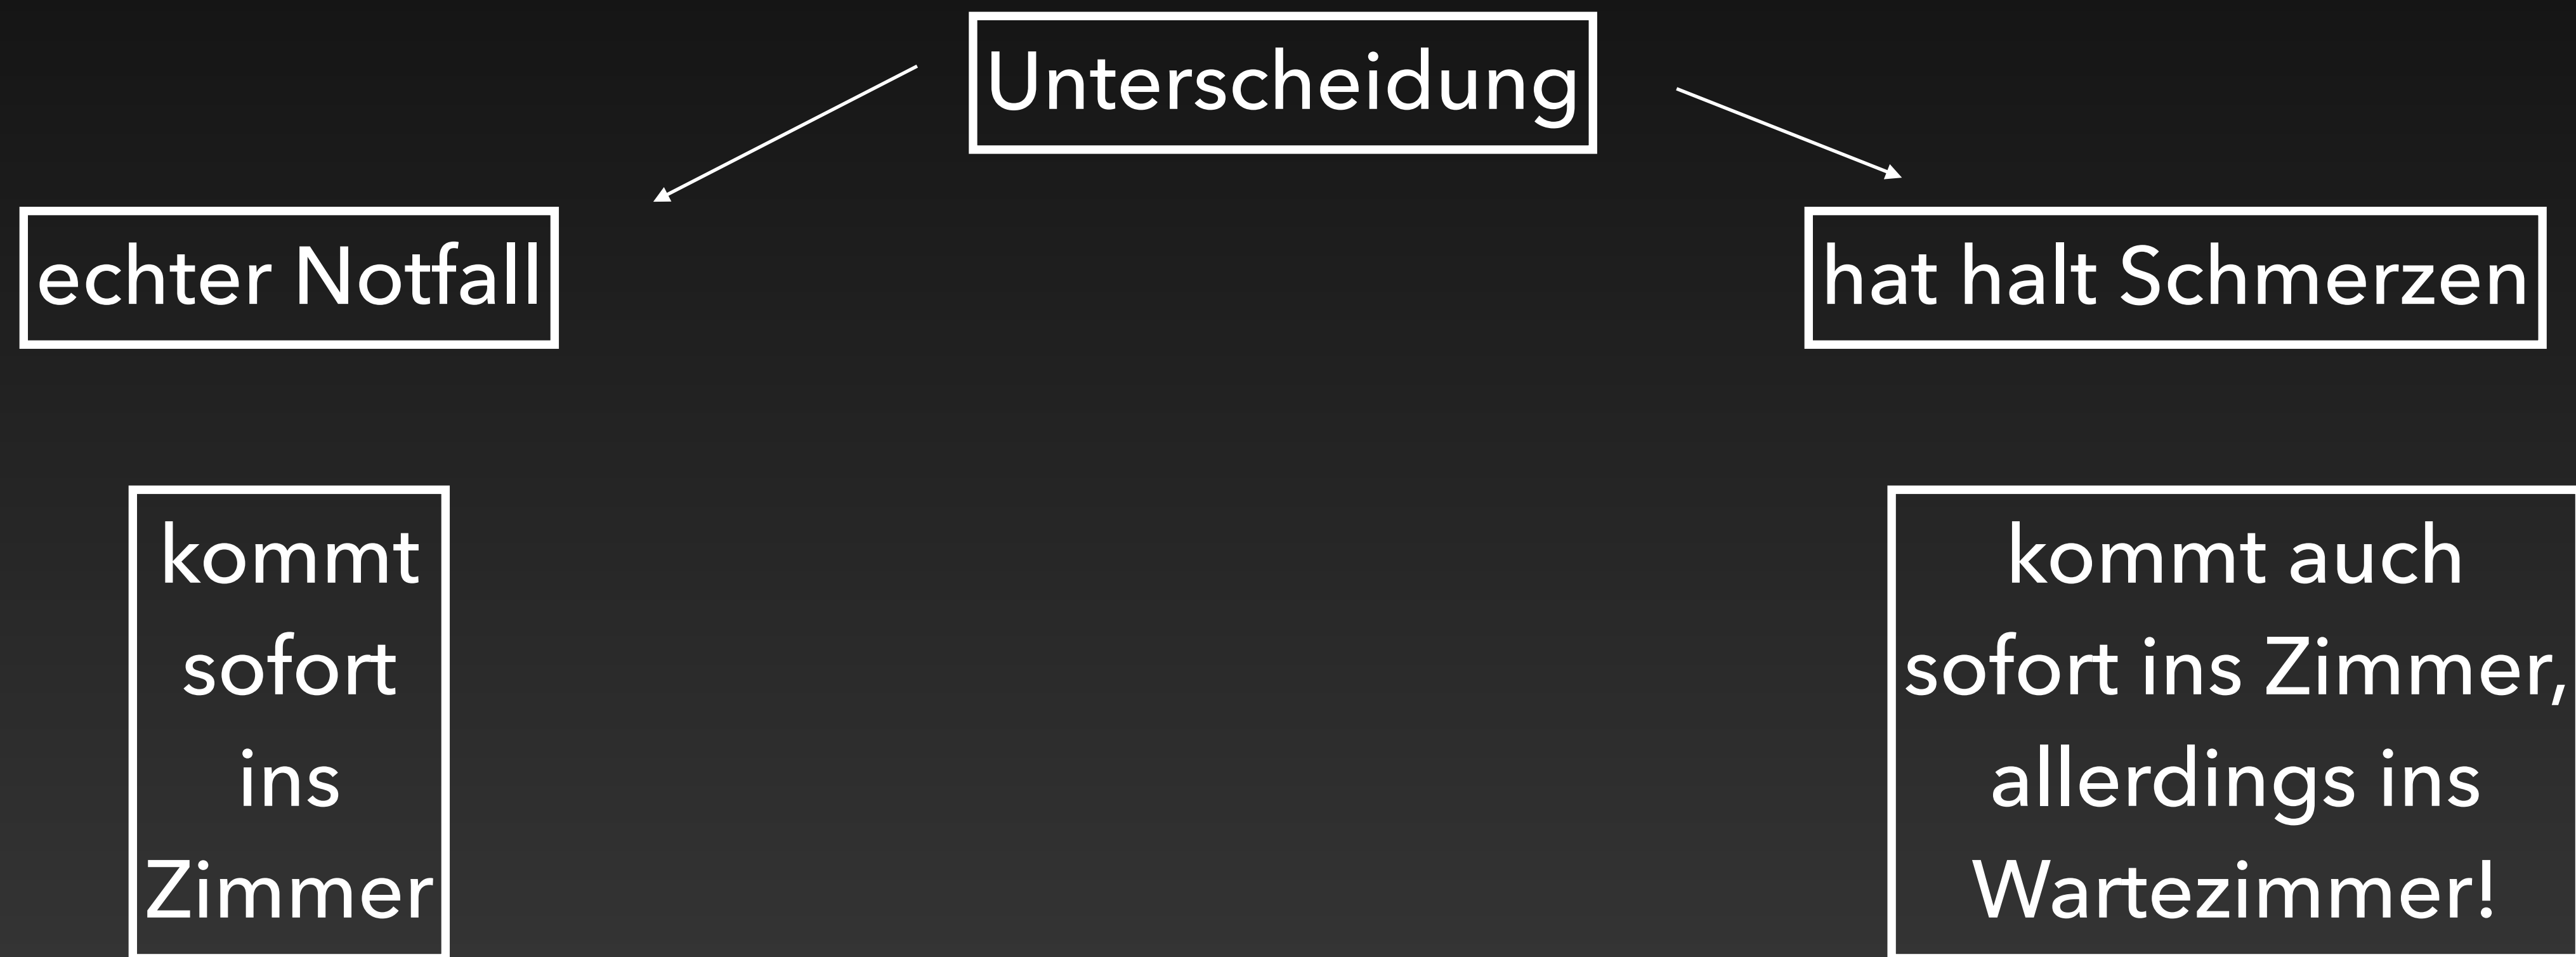 Unterscheidung
echter Notfall
hat halt Schmerzen
kommt
sofort
ins
Zimmer
kommt auch
sofort ins Zimmer,
allerdings ins
Wartezimmer!